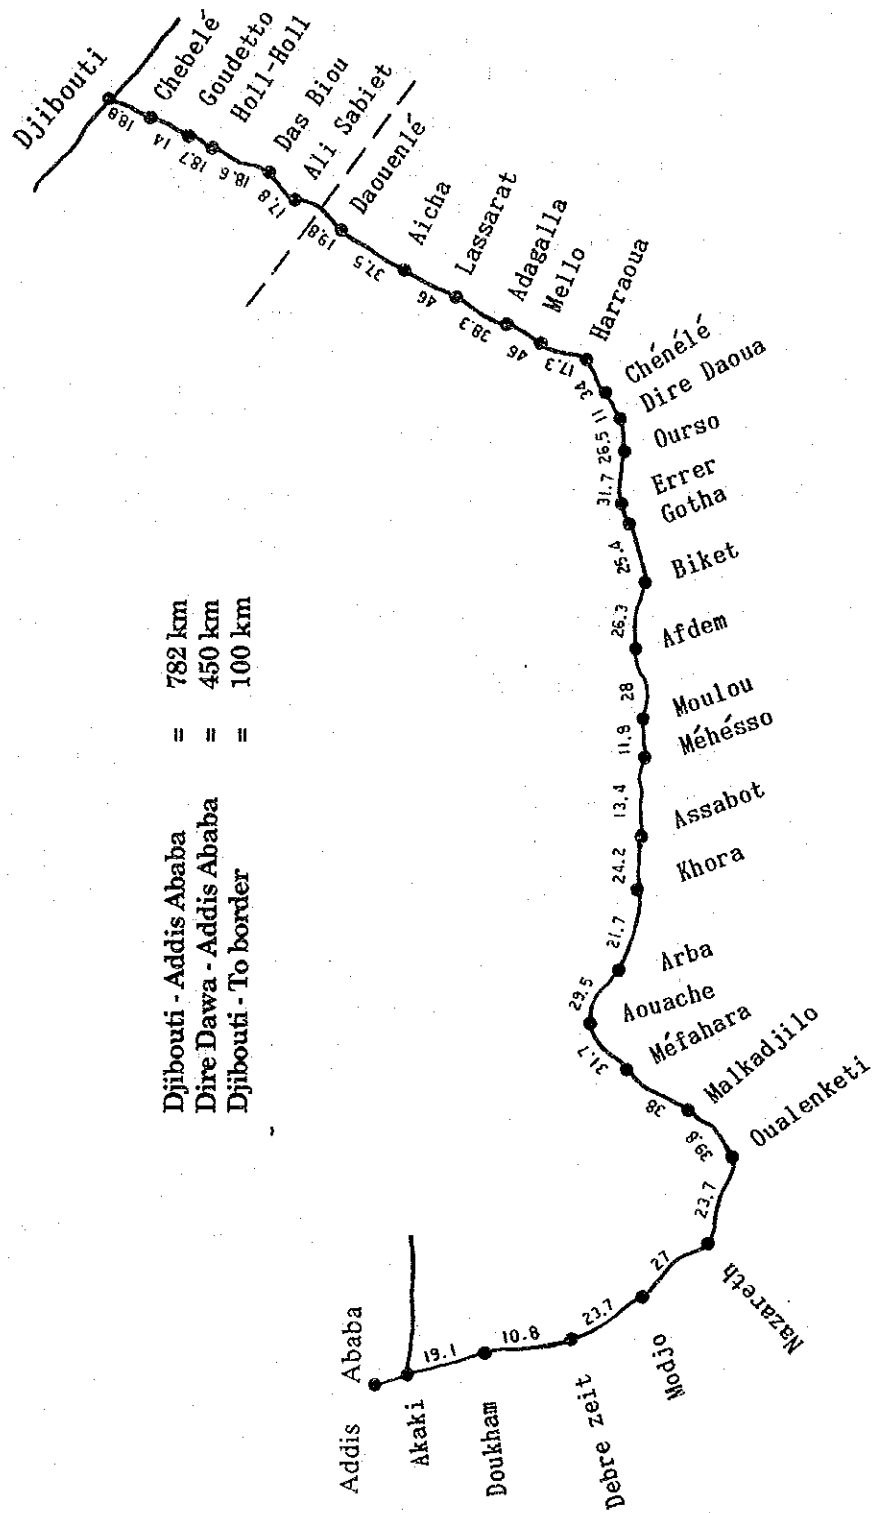 Djibouti
18.8
Chebelé
14
Goudetto
18.7
Holl-Holl
18.6
Das Biou
17.8
Ali Sabiet
19.8
Daouenlé
37.5
Aicha
46
Lassarat
38.3
Adagalla
46
Mello
17.3
Harraoua
34
Chénélé
11
Dire Daoua
26.5
Ourso
31.7
Errer
Gotha
25.4
Biket
26.3
Afdem
28
Moulou
11.9
Méhésso
13.4
Assabot
24.2
Khora
21.7
Arba
29.5
Aouache
31.7
Méfahara
38
Malkadjilo
39.8
Oualenketi
23.7
Nazareth
27
Modjo
23.7
Debre zeit
10.8
Doukham
19.1
Akaki
Addis Ababa
Djibouti - Addis Ababa = 782 km
Dire Dawa - Addis Ababa = 450 km
Djibouti - To border = 100 km